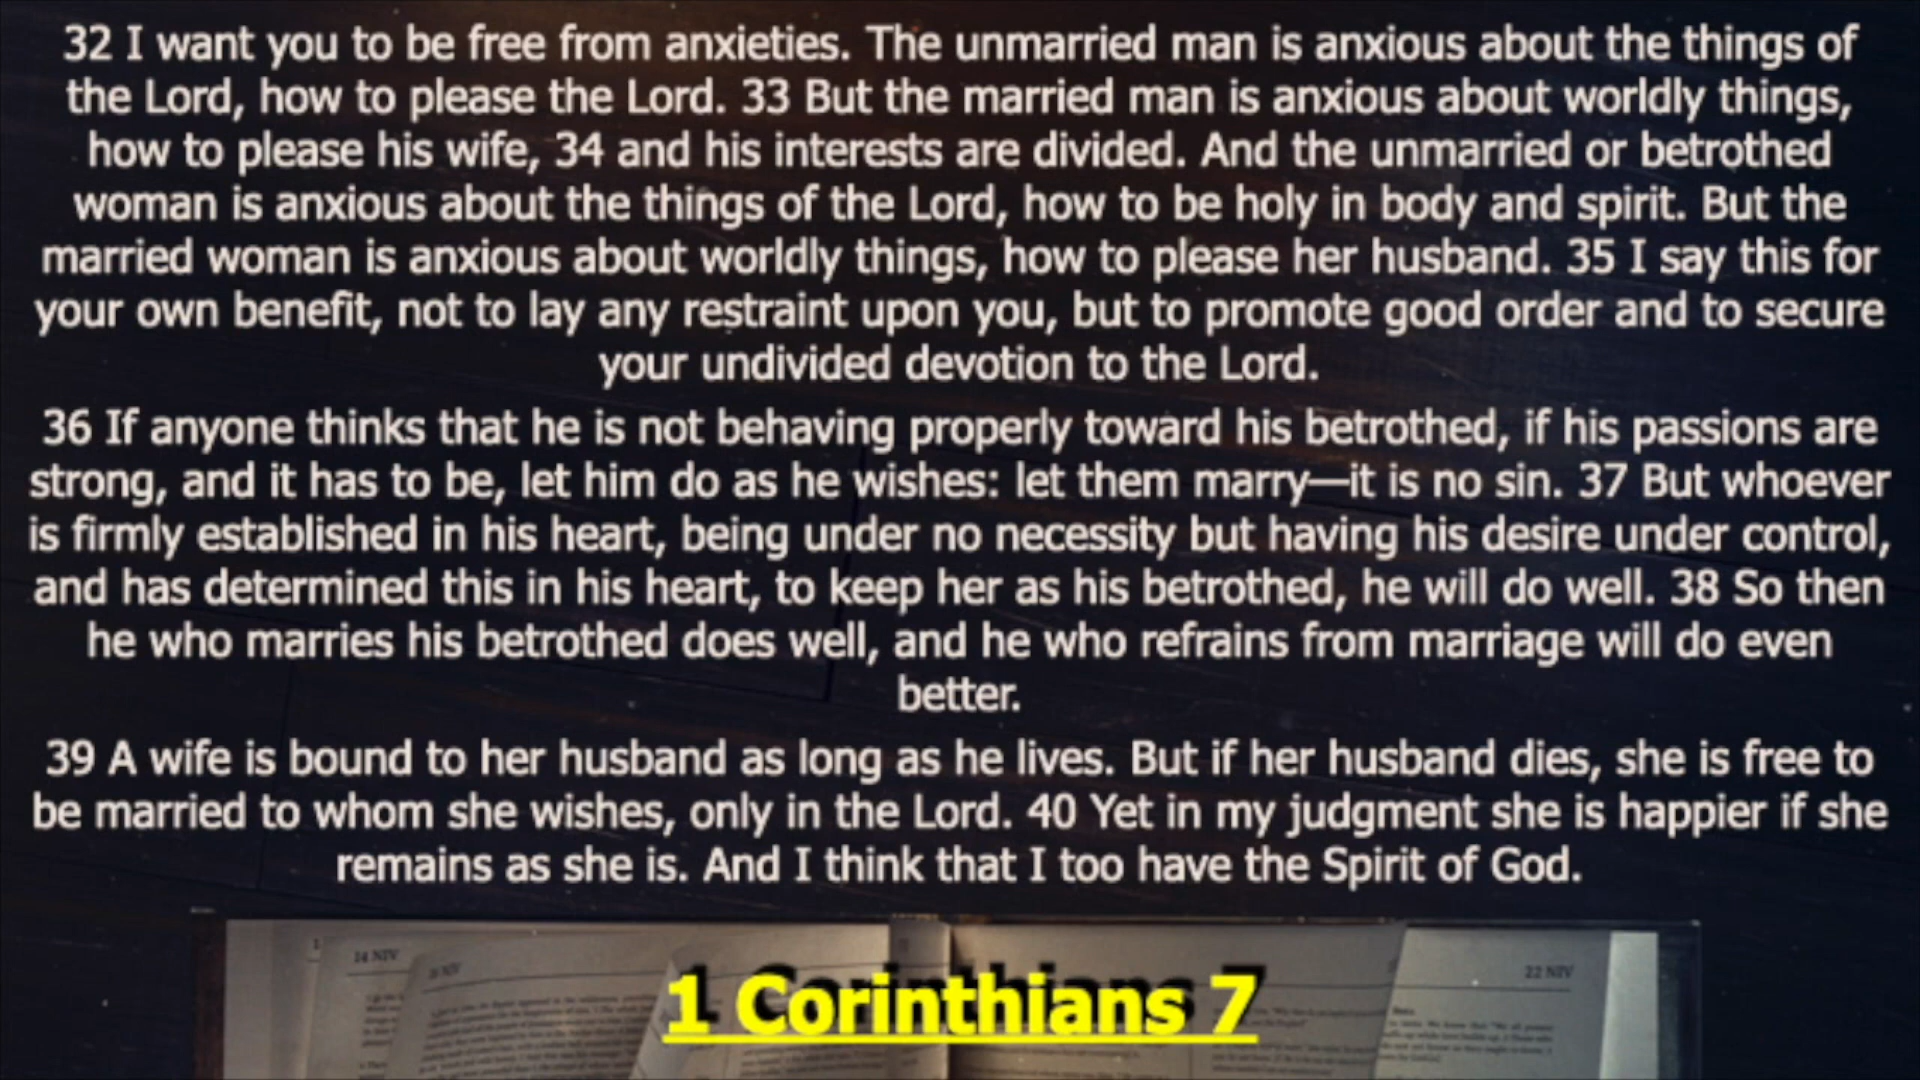 32 I want you to be free from anxieties. The unmarried man is anxious about the things of
the Lord, how to please the Lord. 33 But the married man is anxious about worldly things,
how to please his wife, 34 and his interests are divided. And the unmarried or betrothed
woman is anxious about the things of the Lord, how to be holy in body and spirit. But the
married woman is anxious about worldly things, how to please her husband. 35 I say this for
your own benefit, not to lay any restraint upon you, but to promote good order and to secure
your undivided devotion to the Lord.
36 If anyone thinks that he is not behaving properly toward his betrothed, if his passions are
strong, and it has to be, let him do as he wishes: let them marry—it is no sin. 37 But whoever
is firmly established in his heart, being under no necessity but having his desire under control,
and has determined this in his heart, to keep her as his betrothed, he will do well. 38 So then
he who marries his betrothed does well, and he who refrains from marriage will do even
better.
39 A wife is bound to her husband as long as he lives. But if her husband dies, she is free to
be married to whom she wishes, only in the Lord. 40 Yet in my judgment she is happier if she
remains as she is. And I think that I too have the Spirit of God.
14 NIV
22 NIV
1 Corinthians 7